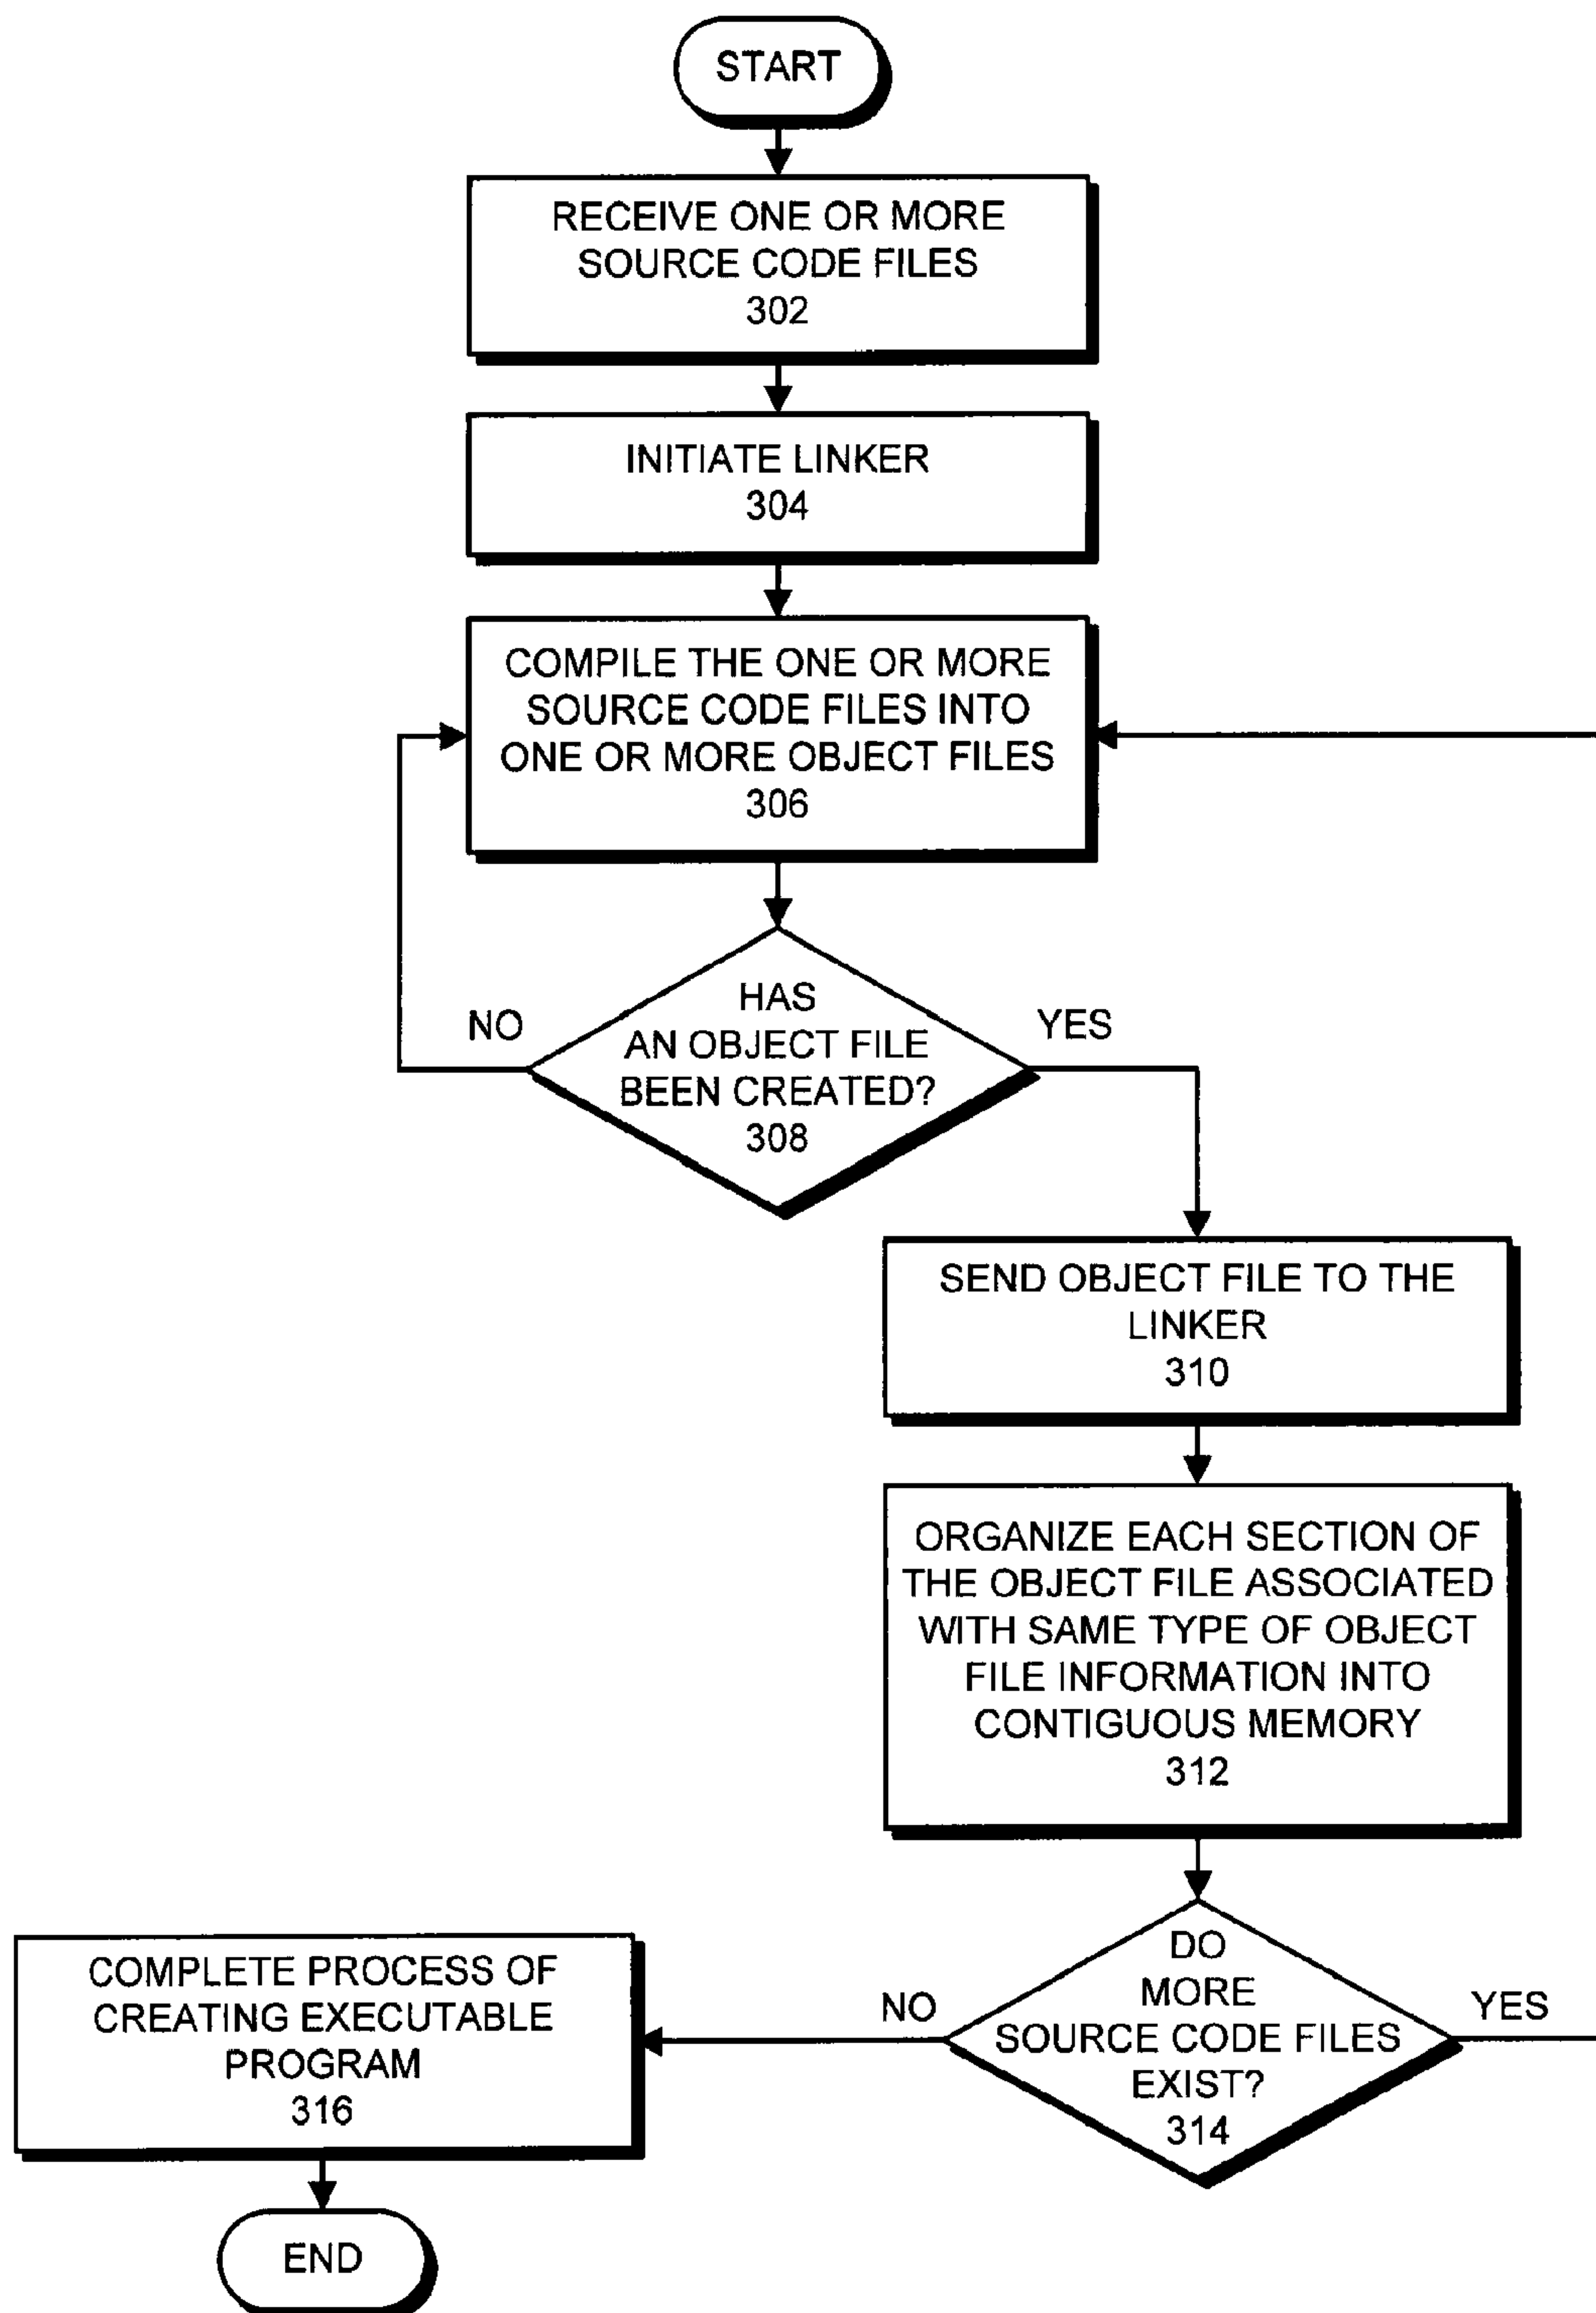 START
RECEIVE ONE OR MORE
SOURCE CODE FILES
302
INITIATE LINKER
304
COMPILE THE ONE OR MORE
SOURCE CODE FILES INTO
ONE OR MORE OBJECT FILES
306
HAS
AN OBJECT FILE
BEEN CREATED?
308
NO
YES
SEND OBJECT FILE TO THE
LINKER
310
ORGANIZE EACH SECTION OF
THE OBJECT FILE ASSOCIATED
WITH SAME TYPE OF OBJECT
FILE INFORMATION INTO
CONTIGUOUS MEMORY
312
DO
MORE
SOURCE CODE FILES
EXIST?
314
NO
YES
COMPLETE PROCESS OF
CREATING EXECUTABLE
PROGRAM
316
END